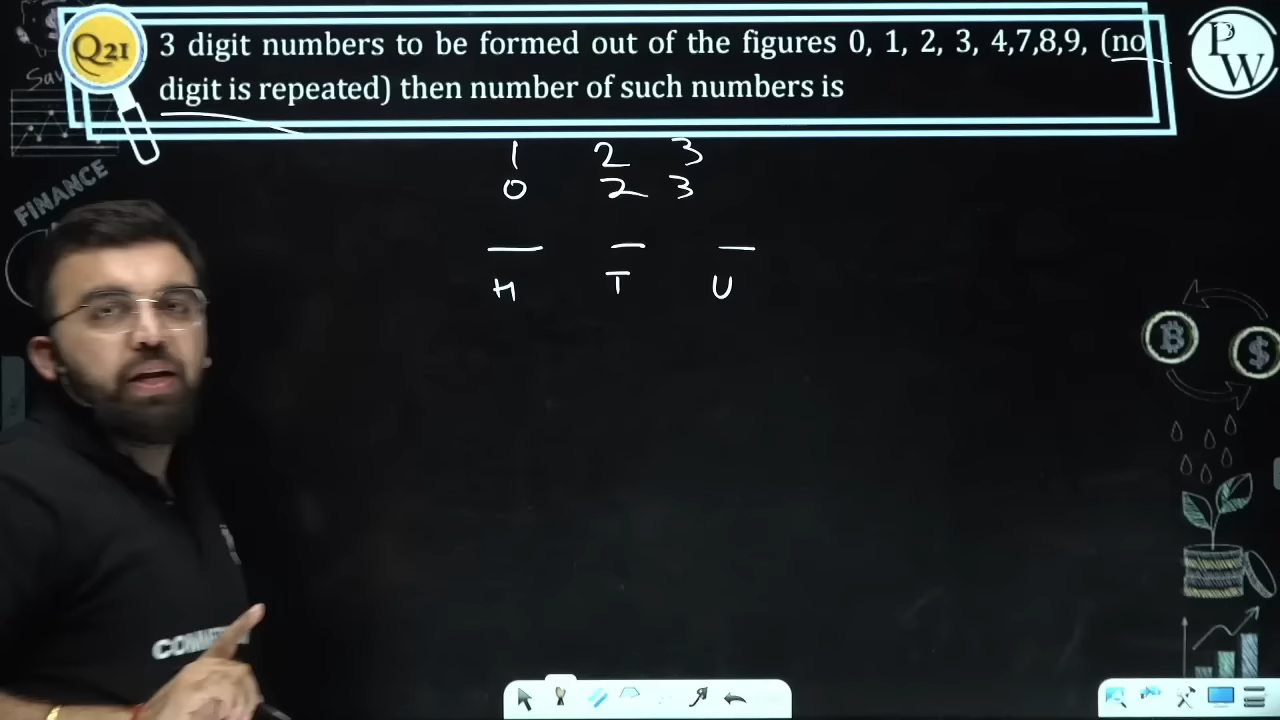 Q21
3 digit numbers to be formed out of the figures 0, 1, 2, 3, 4,7,8,9, (no
digit is repeated) then number of such numbers is
P
W
Sav
FINANCE
1 2 3
0 2 3
H T U
B
$